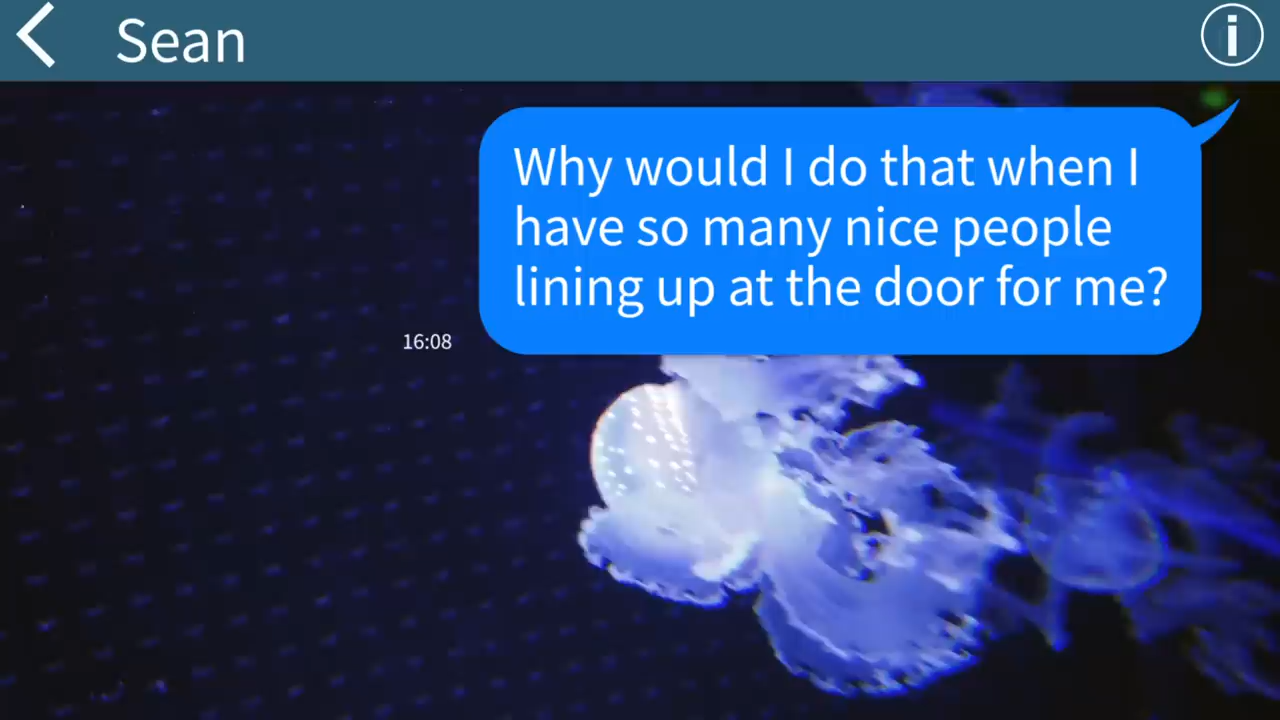 Sean
Why would I do that when I
have so many nice people
lining up at the door for me?
16:08